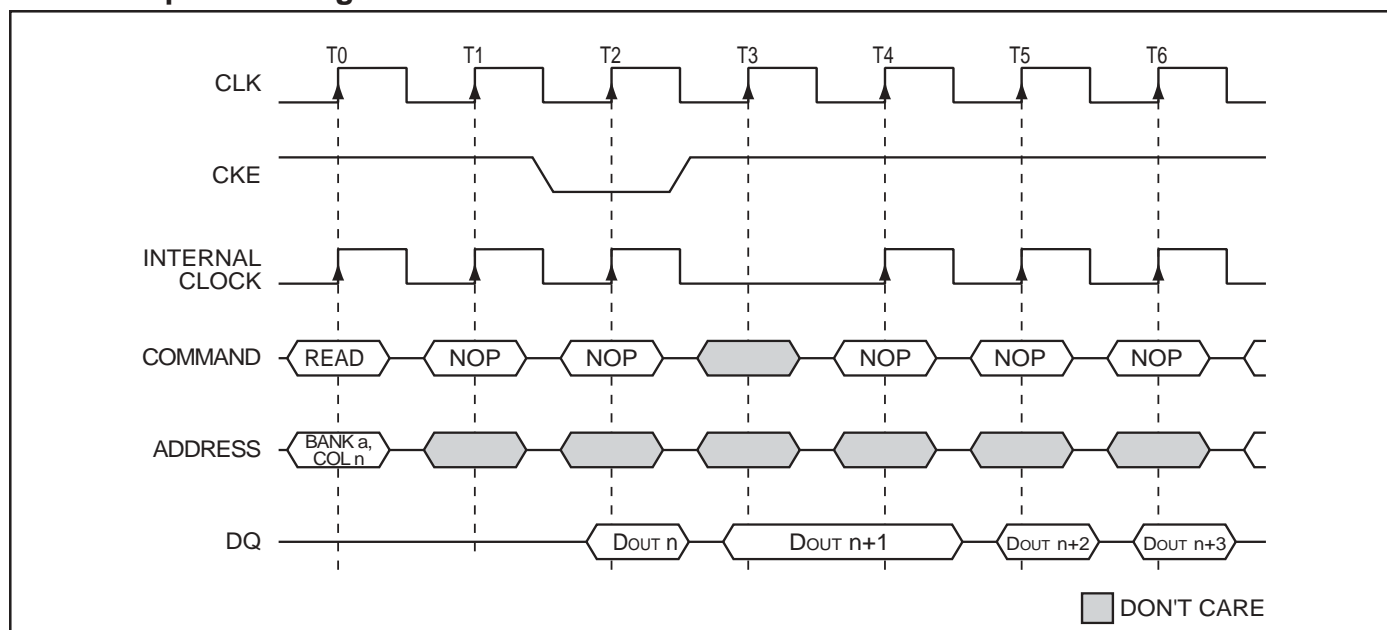 T0 T1 T2 T3 T4 T5 T6
CLK
CKE
INTERNAL
CLOCK
COMMAND READ NOP NOP NOP NOP NOP
ADDRESS BANK a,
COL n
DQ DOUT n DOUT n+1 DOUT n+2 DOUT n+3
DON'T CARE